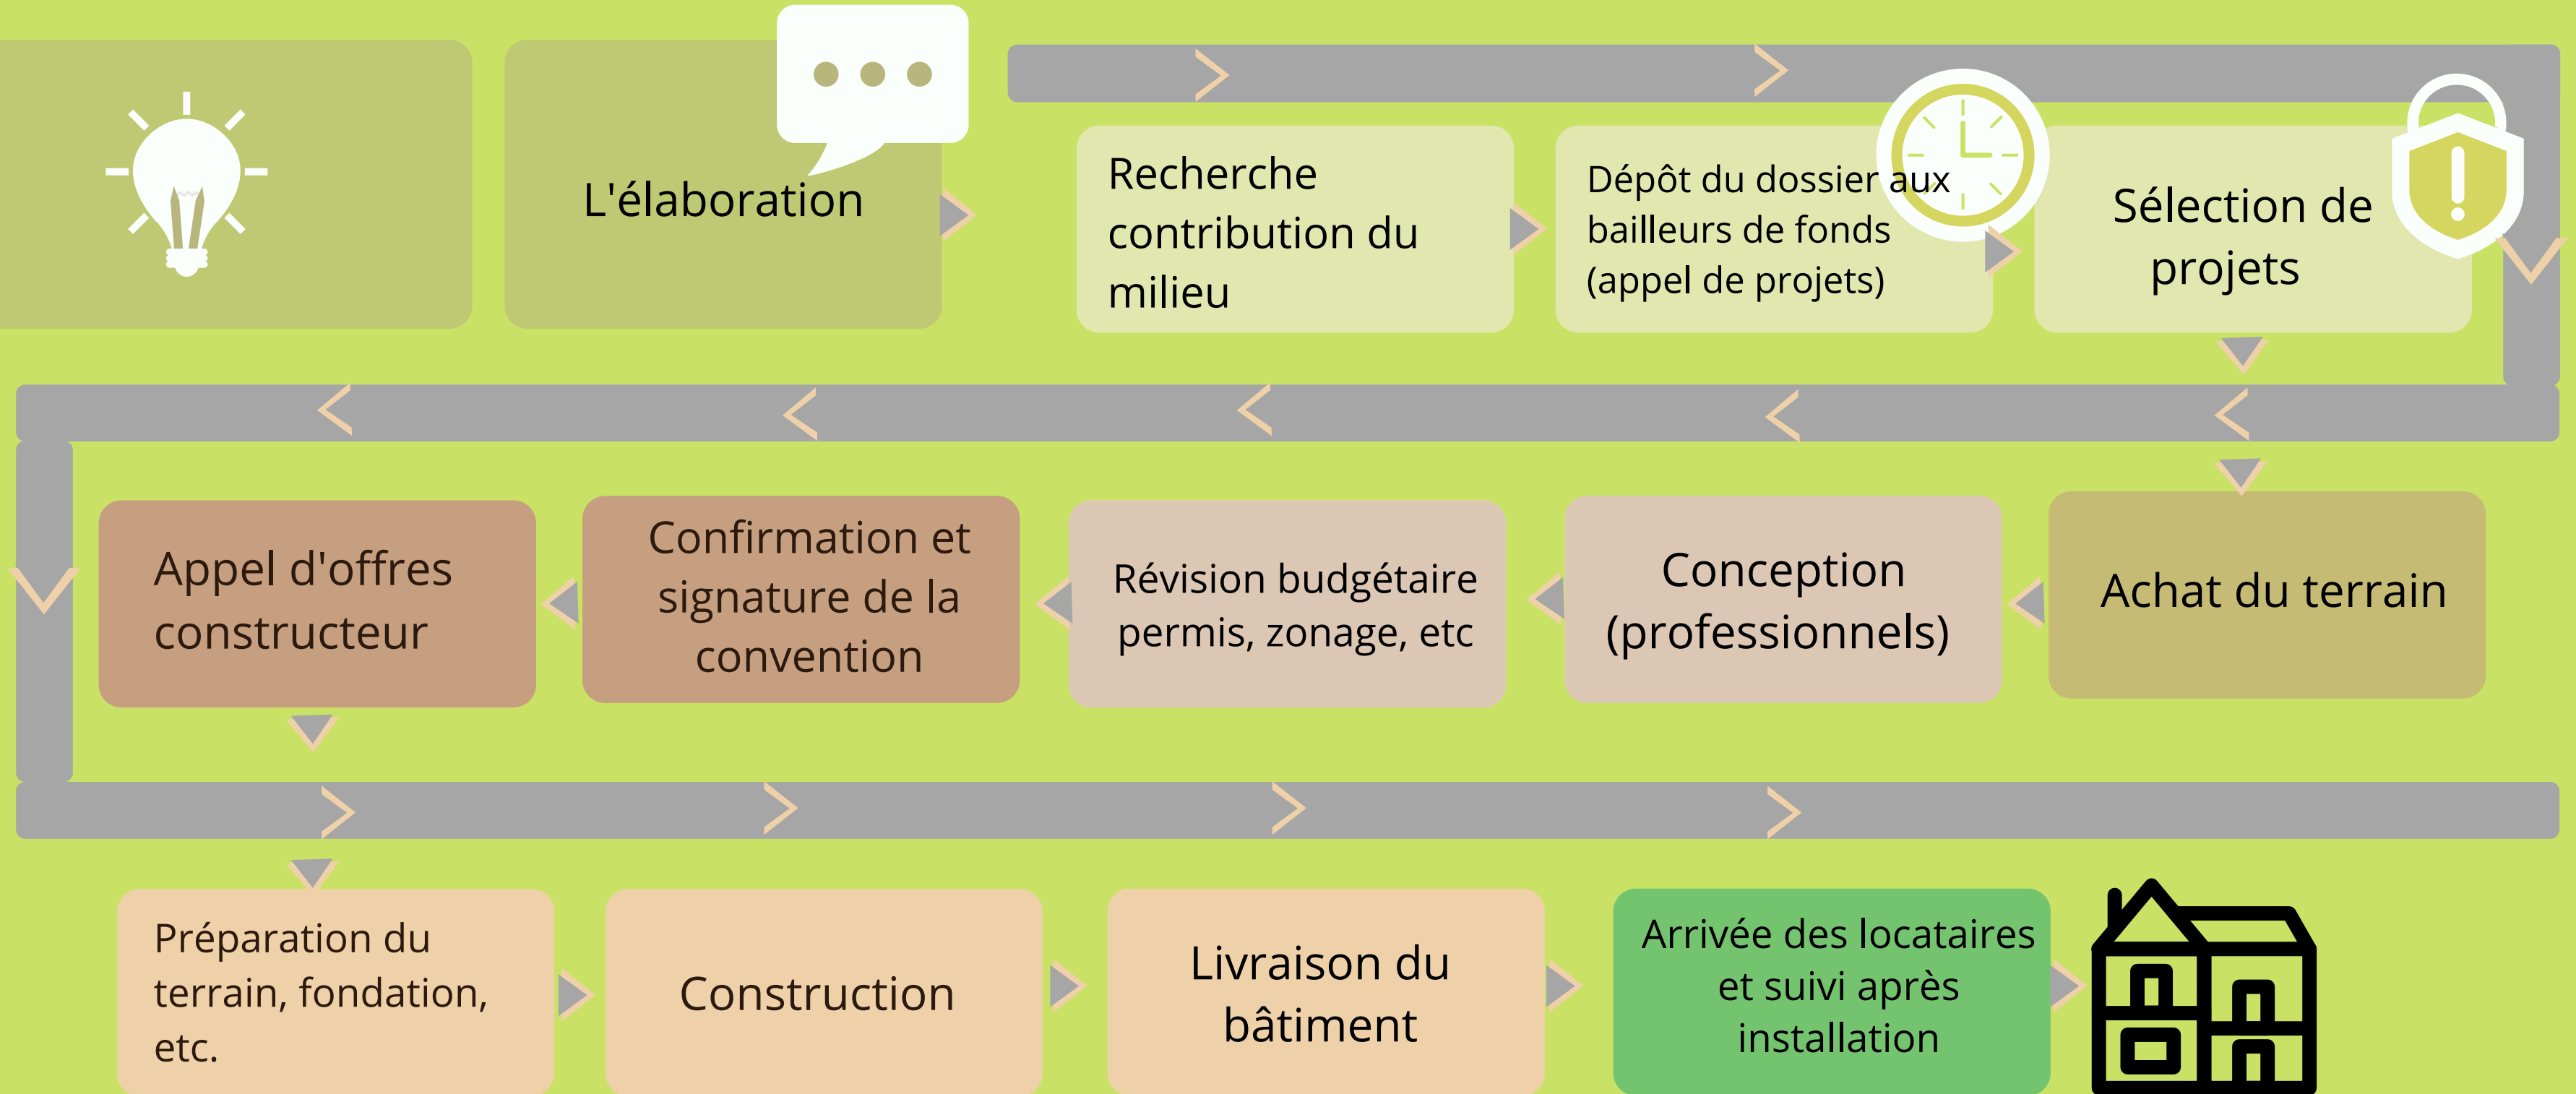 L'élaboration
Recherche
contribution du
milieu
Dépôt du dossier aux
bailleurs de fonds
(appel de projets)
Sélection de
projets
Achat du terrain
Conception
(professionnels)
Révision budgétaire
permis, zonage, etc
Confirmation et
signature de la
convention
Appel d'offres
constructeur
Préparation du
terrain, fondation,
etc.
Construction
Livraison du
bâtiment
Arrivée des locataires
et suivi après
installation